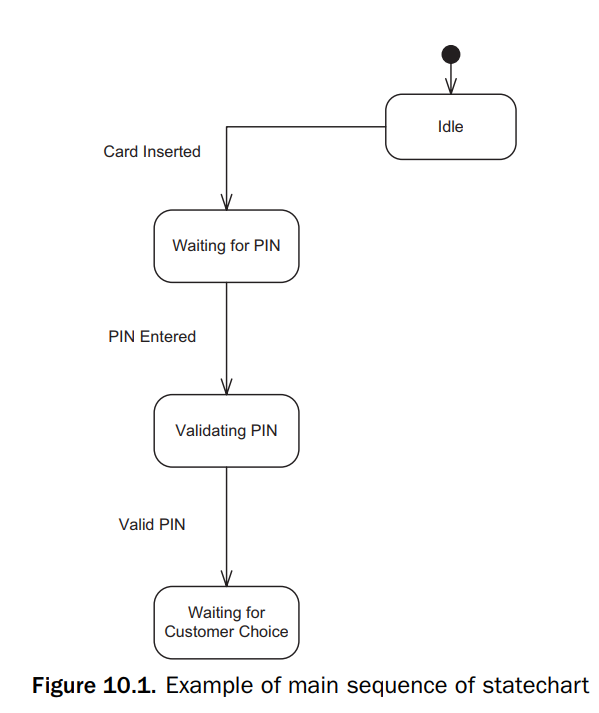 Idle
Card Inserted
Waiting for PIN
PIN Entered
Validating PIN
Valid PIN
Waiting for
Customer Choice
Figure 10.1. Example of main sequence of statechart